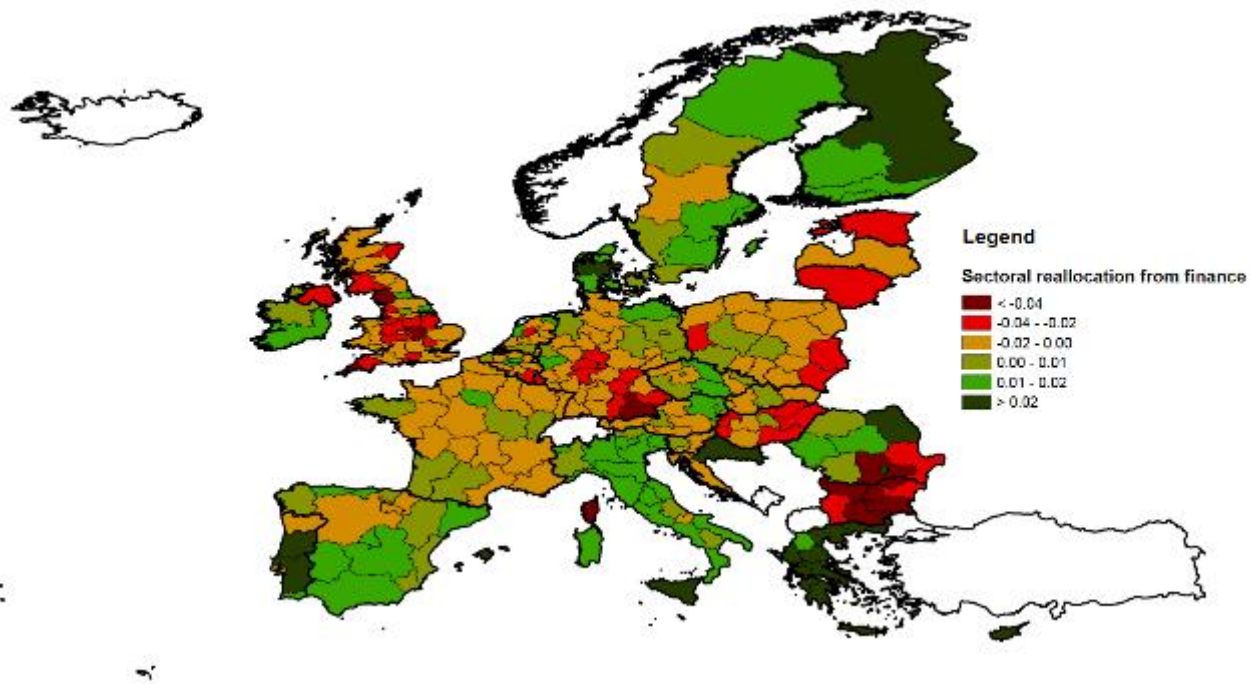 Legend
Sectoral reallocation from finance
< -0.04
-0.04 - -0.02
-0.02 - 0.00
0.00 - 0.01
0.01 - 0.02
> 0.02